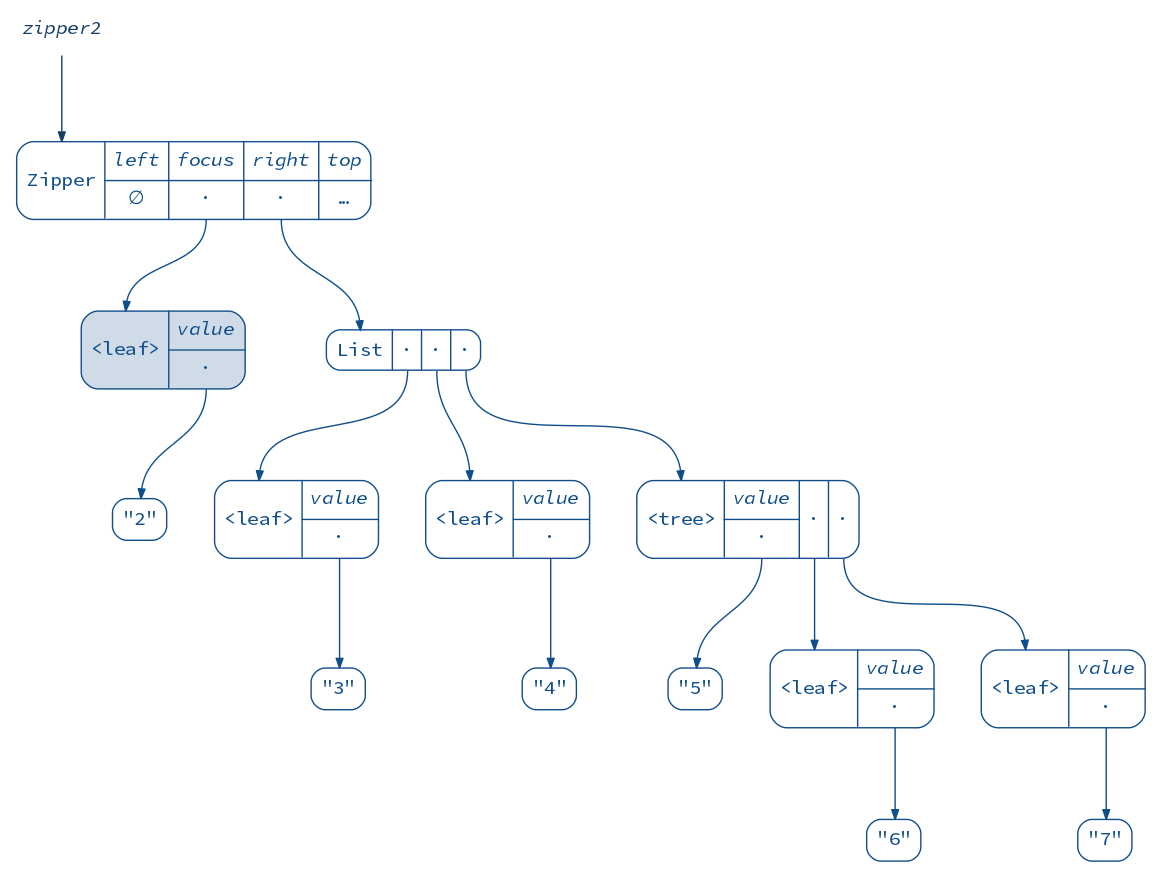 zipper2
left focus right top
Zipper
∅ · · …
value
<leaf>
·
List · · ·
value value value
"2" <leaf> <leaf> <tree> · ·
· · ·
value value
"3" "4" "5" <leaf> <leaf>
· ·
"6" "7"